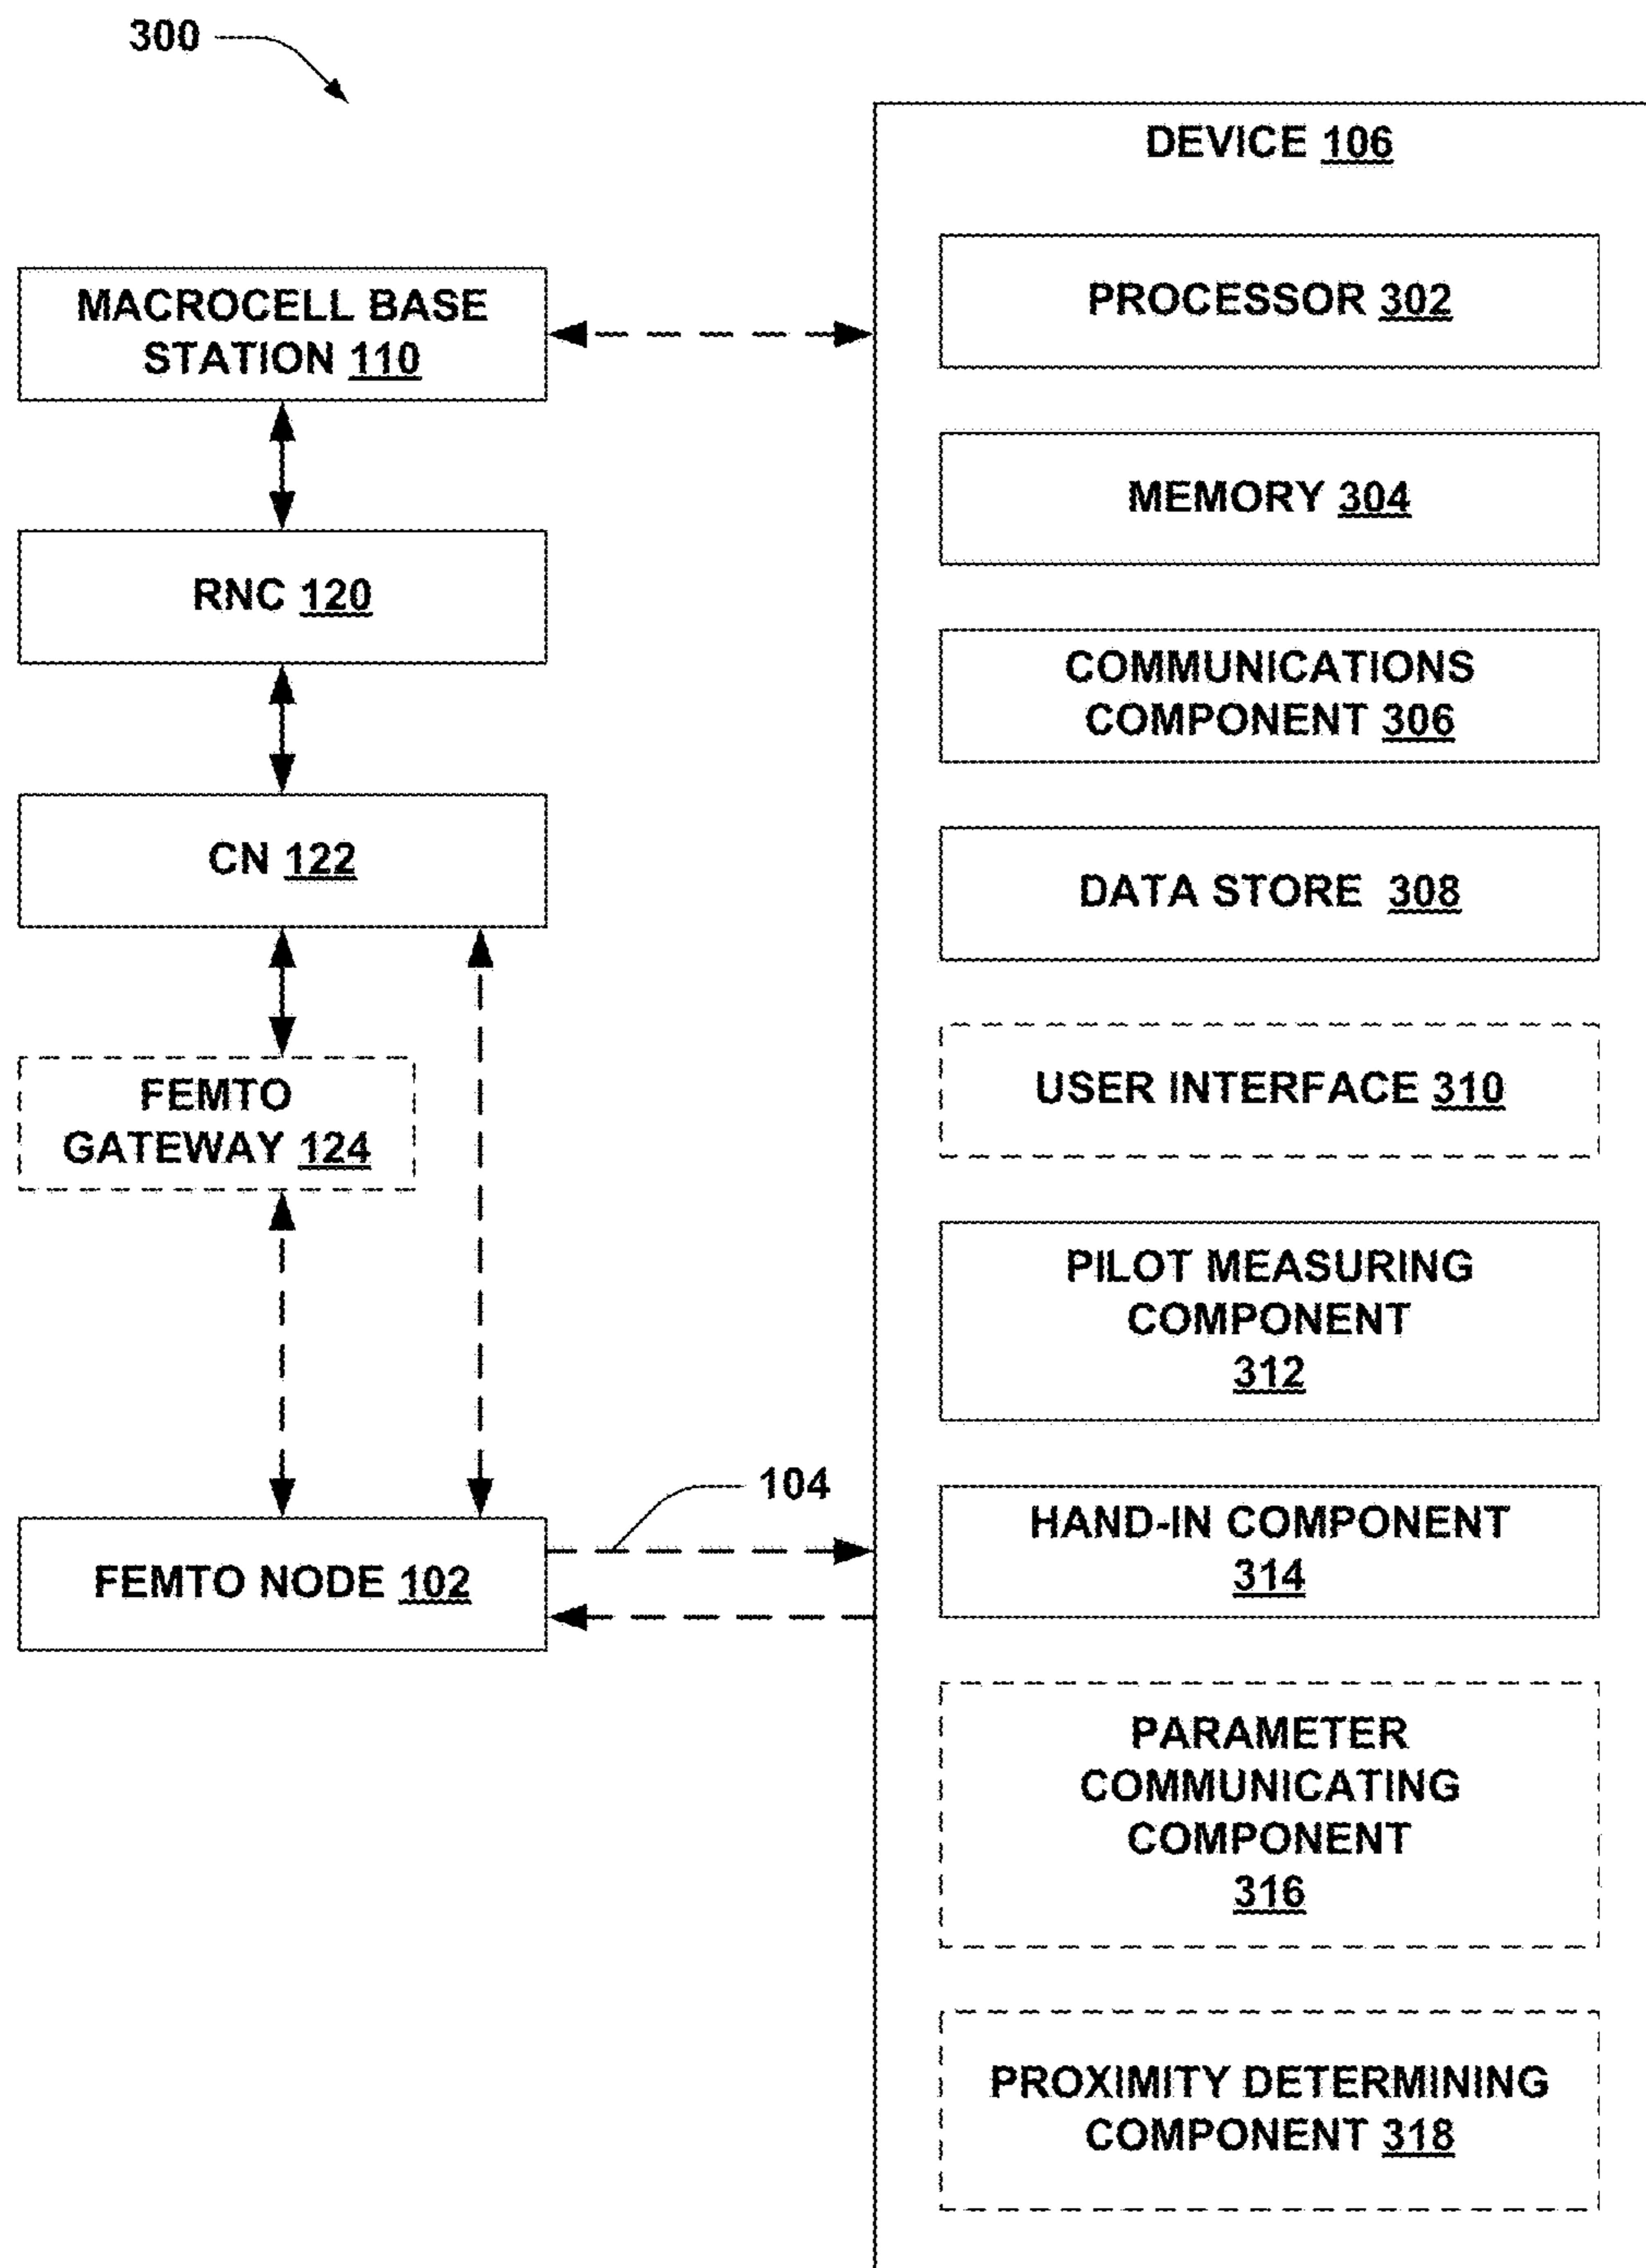 300
MACROCELL BASE
STATION 110
RNC 120
CN 122
FEMTO
GATEWAY 124
FEMTO NODE 102
104
DEVICE 106
PROCESSOR 302
MEMORY 304
COMMUNICATIONS
COMPONENT 306
DATA STORE 308
USER INTERFACE 310
PILOT MEASURING
COMPONENT
312
HAND-IN COMPONENT
314
PARAMETER
COMMUNICATING
COMPONENT
316
PROXIMITY DETERMINING
COMPONENT 318